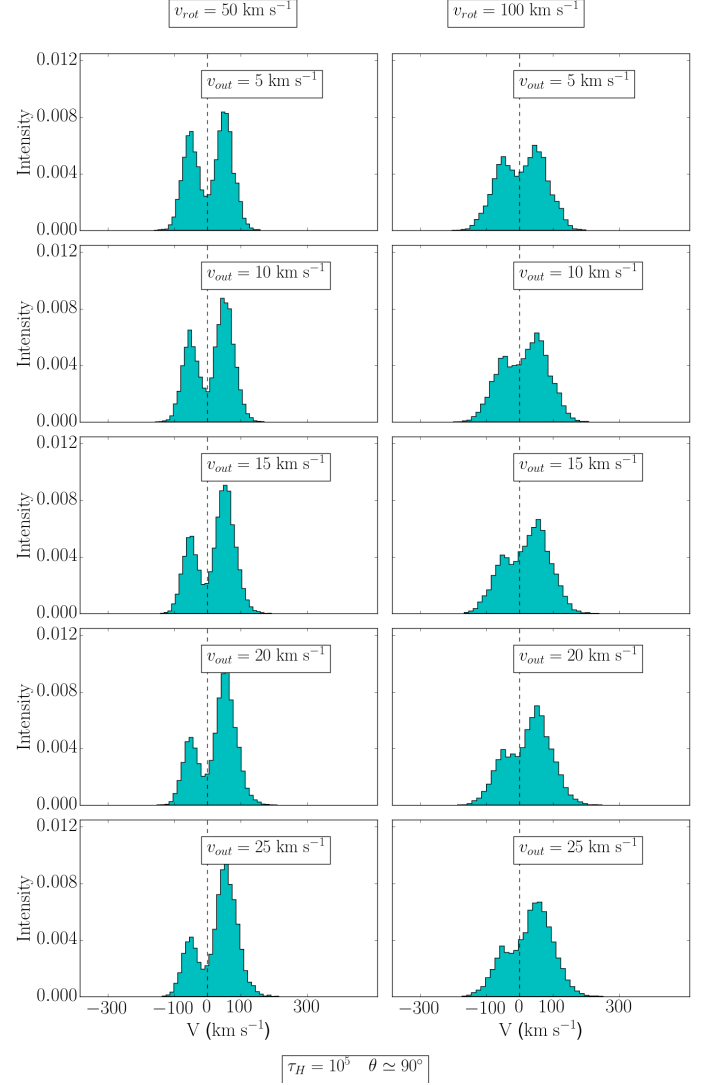 v_rot = 50 km s⁻¹ v_rot = 100 km s⁻¹
0.012
v_out = 5 km s⁻¹ v_out = 5 km s⁻¹
0.008
Intensity
0.004
0.000
0.012
v_out = 10 km s⁻¹ v_out = 10 km s⁻¹
0.008
Intensity
0.004
0.000
0.012
v_out = 15 km s⁻¹ v_out = 15 km s⁻¹
0.008
Intensity
0.004
0.000
0.012
v_out = 20 km s⁻¹ v_out = 20 km s⁻¹
0.008
Intensity
0.004
0.000
0.012
v_out = 25 km s⁻¹ v_out = 25 km s⁻¹
0.008
Intensity
0.004
0.000
−300 −100 0 100 300 −300 −100 0 100 300
V (km s⁻¹) V (km s⁻¹)
τ_H = 10⁵ θ ≃ 90°